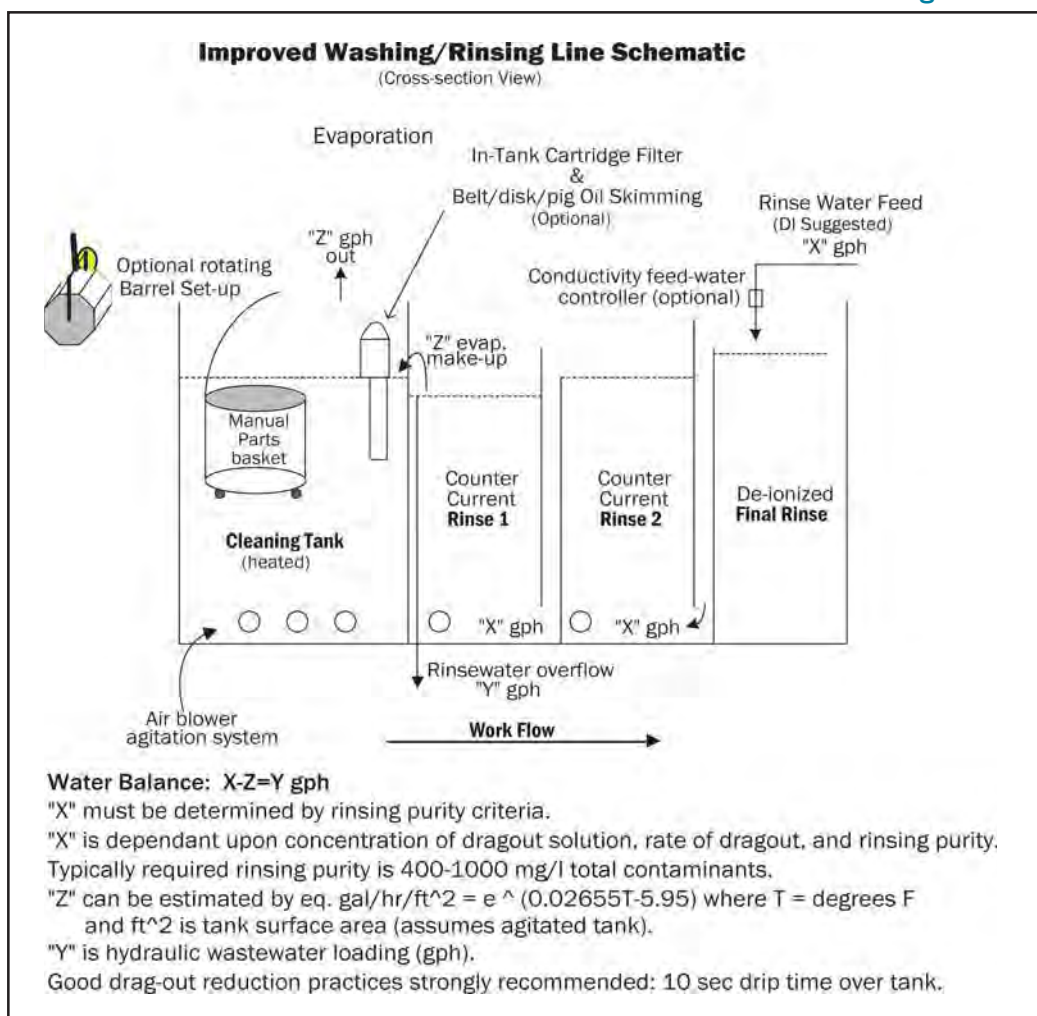 Improved Washing/Rinsing Line Schematic
(Cross-section View)
Evaporation
In-Tank Cartridge Filter
&
Belt/disk/pig Oil Skimming
(Optional)
Rinse Water Feed
(DI Suggested)
"X" gph
"Z" gph
out
Optional rotating
Barrel Set-up
Conductivity feed-water
controller (optional)
"Z" evap.
make-up
Manual
Parts
basket
Counter
Current
Rinse 1
Counter
Current
Rinse 2
De-ionized
Final Rinse
Cleaning Tank
(heated)
"X" gph
"X" gph
Rinsewater overflow
"Y" gph
Air blower
agitation system
Work Flow
Water Balance: X-Z=Y gph
"X" must be determined by rinsing purity criteria.
"X" is dependant upon concentration of dragout solution, rate of dragout, and rinsing purity.
Typically required rinsing purity is 400-1000 mg/l total contaminants.
"Z" can be estimated by eq. gal/hr/ft^2 = e ^ (0.02655T-5.95) where T = degrees F
and ft^2 is tank surface area (assumes agitated tank).
"Y" is hydraulic wastewater loading (gph).
Good drag-out reduction practices strongly recommended: 10 sec drip time over tank.